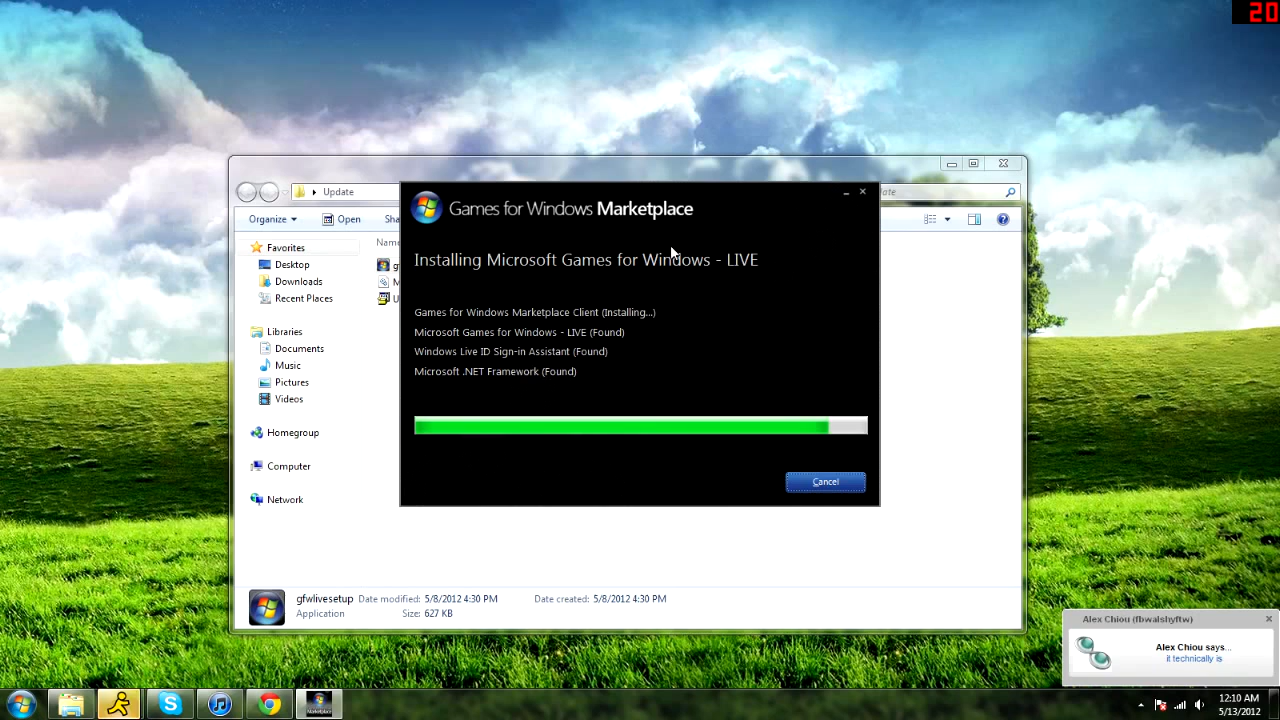 20
Update
Organize
Open
Games for Windows Marketplace
Installing Microsoft Games for Windows - LIVE
Games for Windows Marketplace Client (Installing...)
Microsoft Games for Windows - LIVE (Found)
Windows Live ID Sign-in Assistant (Found)
Microsoft .NET Framework (Found)
Cancel
Favorites
Desktop
Downloads
Recent Places
Libraries
Documents
Music
Pictures
Videos
Homegroup
Computer
Network
gfwlivesetup Date modified: 5/8/2012 4:30 PM Date created: 5/8/2012 4:30 PM
Application Size: 627 KB
Alex Chiou (fbwalshyftw)
Alex Chiou says...
it technically is
12:10 AM
5/13/2012